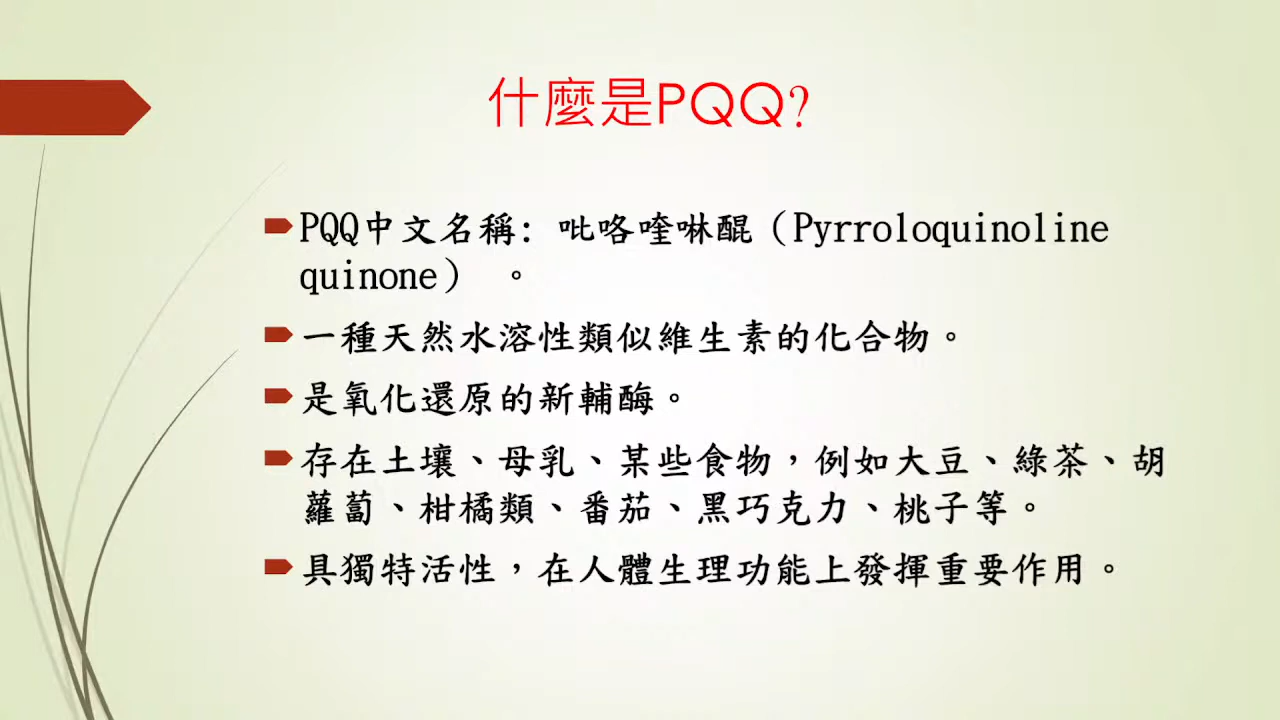 什麼是PQQ?
PQQ中文名稱: 吡咯喹啉醌（Pyrroloquinoline
quinone） 。
一種天然水溶性類似維生素的化合物。
是氧化還原的新輔酶。
存在土壤、母乳、某些食物，例如大豆、綠茶、胡
蘿蔔、柑橘類、番茄、黑巧克力、桃子等。
具獨特活性，在人體生理功能上發揮重要作用。